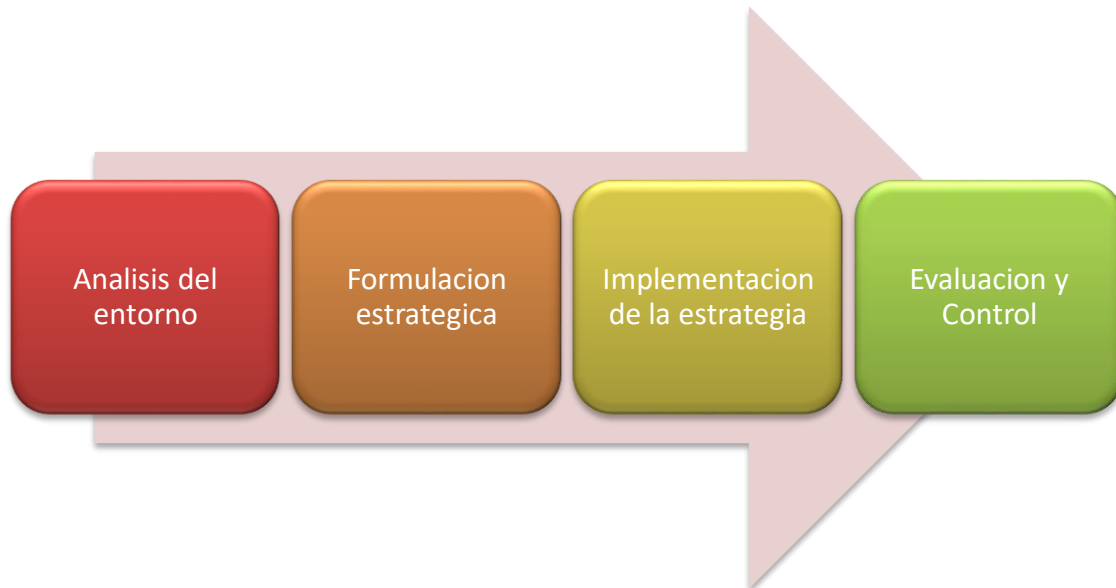 Analisis del
entorno
Formulacion
estrategica
Implementacion
de la estrategia
Evaluacion y
Control